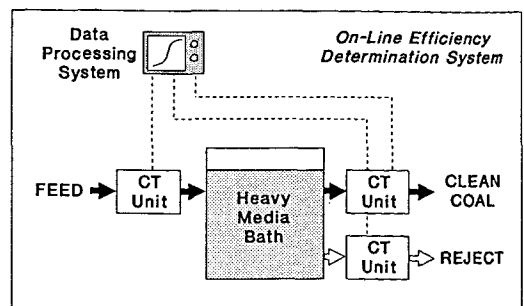 Data
Processing
System
On-Line Efficiency
Determination System
FEED
CT
Unit
Heavy
Media
Bath
CT
Unit
CLEAN
COAL
CT
Unit
REJECT